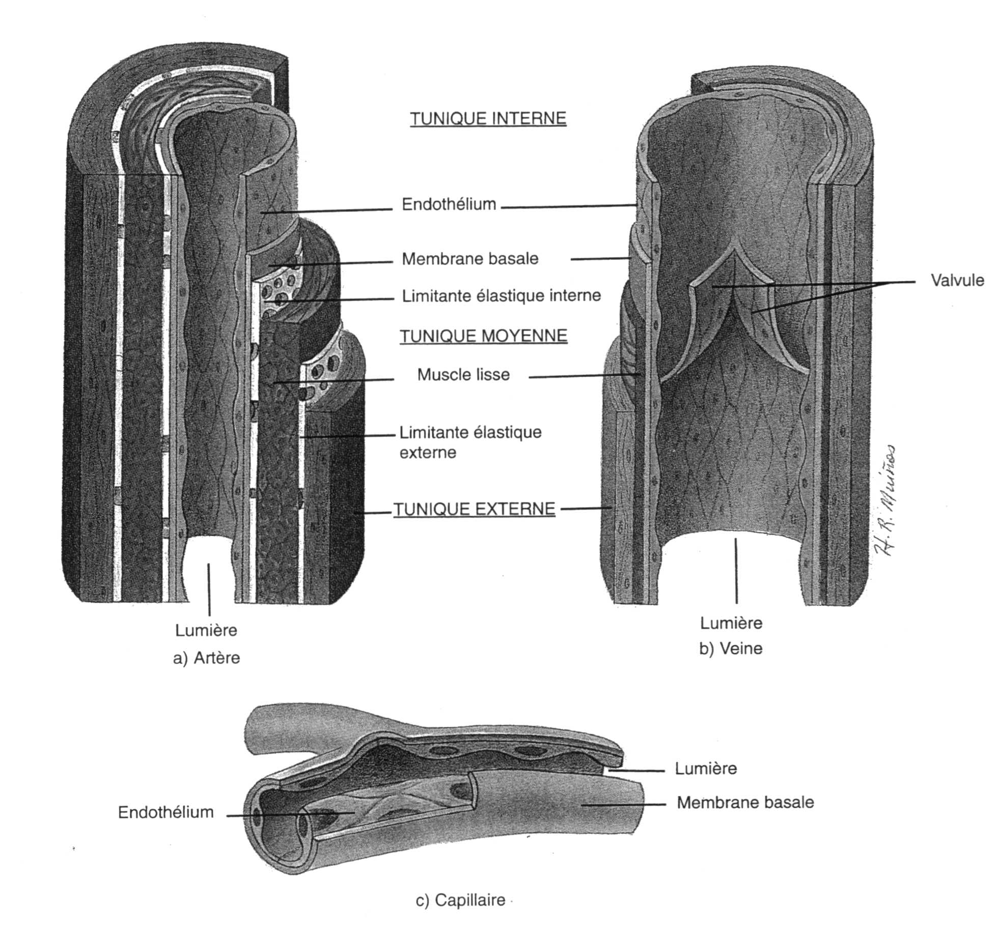 TUNIQUE INTERNE
Endothélium
Membrane basale
Valvule
Limitante élastique interne
TUNIQUE MOYENNE
Muscle lisse
Limitante élastique
externe
TUNIQUE EXTERNE
H. R. Muiños
Lumière
a) Artère
Lumière
b) Veine
Lumière
Membrane basale
Endothélium
c) Capillaire